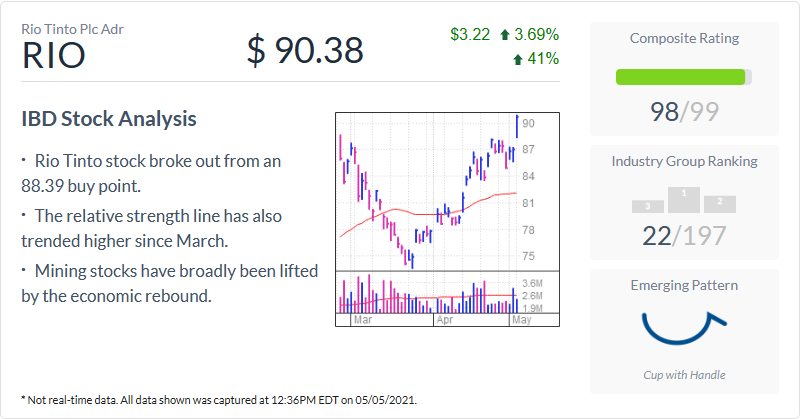 Rio Tinto Plc Adr
RIO
$ 90.38
$3.22 3.69%
41%
IBD Stock Analysis
· Rio Tinto stock broke out from an
88.39 buy point.
· The relative strength line has also
trended higher since March.
· Mining stocks have broadly been lifted
by the economic rebound.
90
87
84
81
78
75
3.6M
2.6M
1.9M
Mar Apr May
Composite Rating
98/99
Industry Group Ranking
3 1 2
22/197
Emerging Pattern
Cup with Handle
* Not real-time data. All data shown was captured at 12:36PM EDT on 05/05/2021.